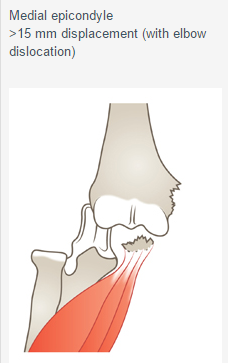 Medial epicondyle
>15 mm displacement (with elbow
dislocation)